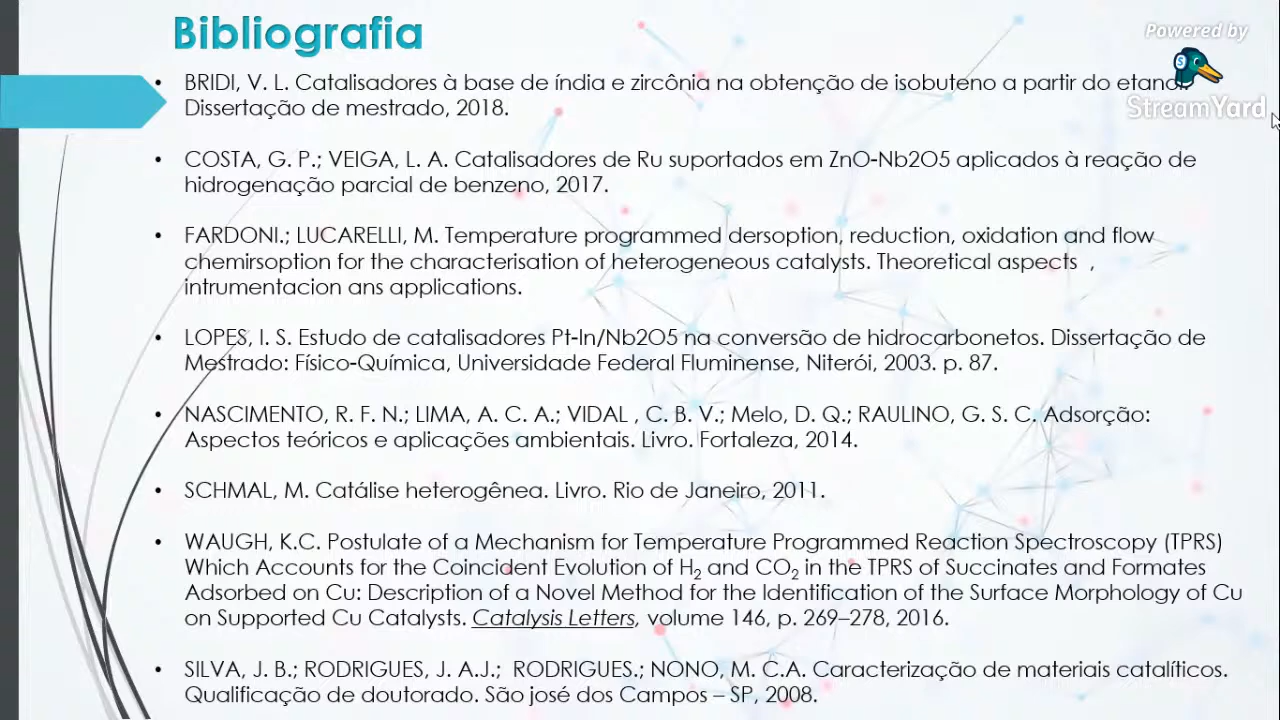 Bibliografia
Powered by
StreamYard
• BRIDI, V. L. Catalisadores à base de índia e zircônia na obtenção de isobuteno a partir do etanol.
Dissertação de mestrado, 2018.
• COSTA, G. P.; VEIGA, L. A. Catalisadores de Ru suportados em ZnO-Nb2O5 aplicados à reação de
hidrogenação parcial de benzeno, 2017.
• FARDONI.; LUCARELLI, M. Temperature programmed dersoption, reduction, oxidation and flow
chemirsoption for the characterisation of heterogeneous catalysts. Theoretical aspects ,
intrumentacion ans applications.
• LOPES, I. S. Estudo de catalisadores Pt-In/Nb2O5 na conversão de hidrocarbonetos. Dissertação de
Mestrado: Físico-Química, Universidade Federal Fluminense, Niterói, 2003. p. 87.
• NASCIMENTO, R. F. N.; LIMA, A. C. A.; VIDAL , C. B. V.; Melo, D. Q.; RAULINO, G. S. C. Adsorção:
Aspectos teóricos e aplicações ambientais. Livro. Fortaleza, 2014.
• SCHMAL, M. Catálise heterogênea. Livro. Rio de Janeiro, 2011.
• WAUGH, K.C. Postulate of a Mechanism for Temperature Programmed Reaction Spectroscopy (TPRS)
Which Accounts for the Coincident Evolution of H₂ and CO₂ in the TPRS of Succinates and Formates
Adsorbed on Cu: Description of a Novel Method for the Identification of the Surface Morphology of Cu
on Supported Cu Catalysts. Catalysis Letters, volume 146, p. 269–278, 2016.
• SILVA, J. B.; RODRIGUES, J. A.J.; RODRIGUES.; NONO, M. C.A. Caracterização de materiais catalíticos.
Qualificação de doutorado. São josé dos Campos – SP, 2008.